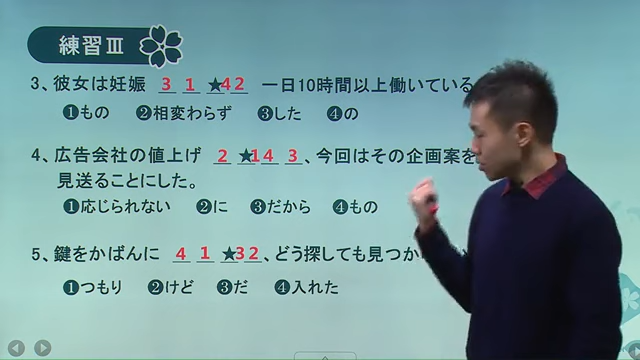 練習Ⅲ
3、彼女は妊娠 3 1 ★4 2 一日10時間以上働いている
❶もの ❷相変わらず ❸した ❹の
4、広告会社の値上げ 2 ★1 4 3、今回はその企画案を
見送ることにした。
❶応じられない ❷に ❸だから ❹もの
5、鍵をかばんに 4 1 ★3 2、どう探しても見つか
❶つもり ❷けど ❸だ ❹入れた